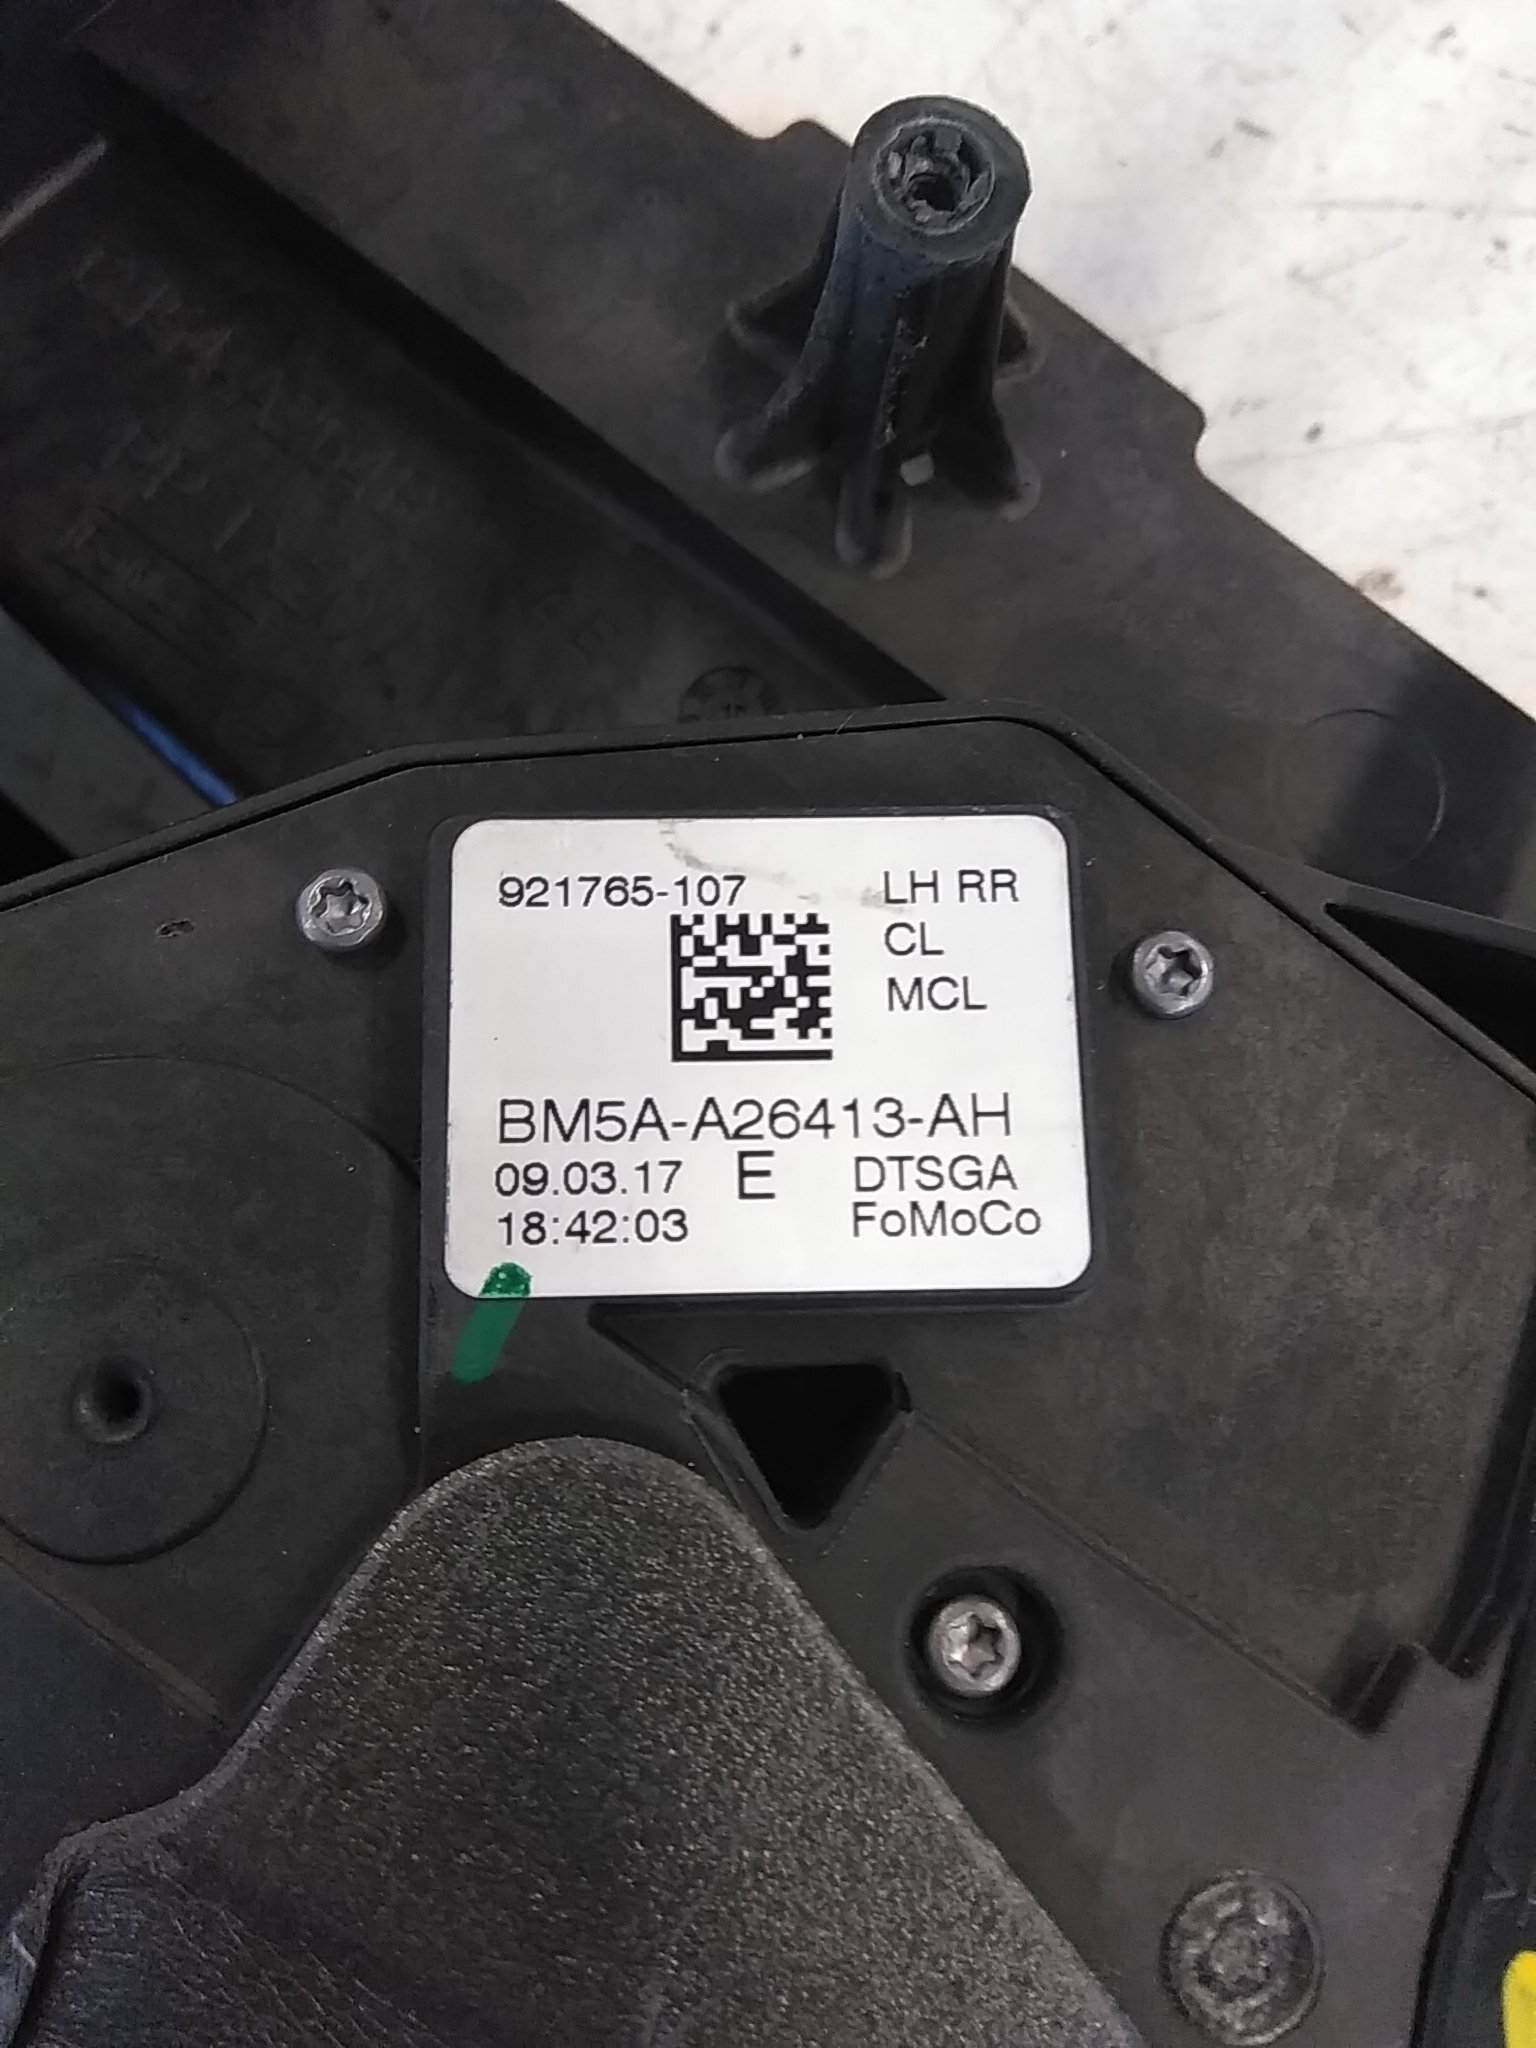 921765-107
LH RR
CL
MCL
BM5A-A26413-AH
09.03.17 E DTSGA
18:42:03 FoMoCo